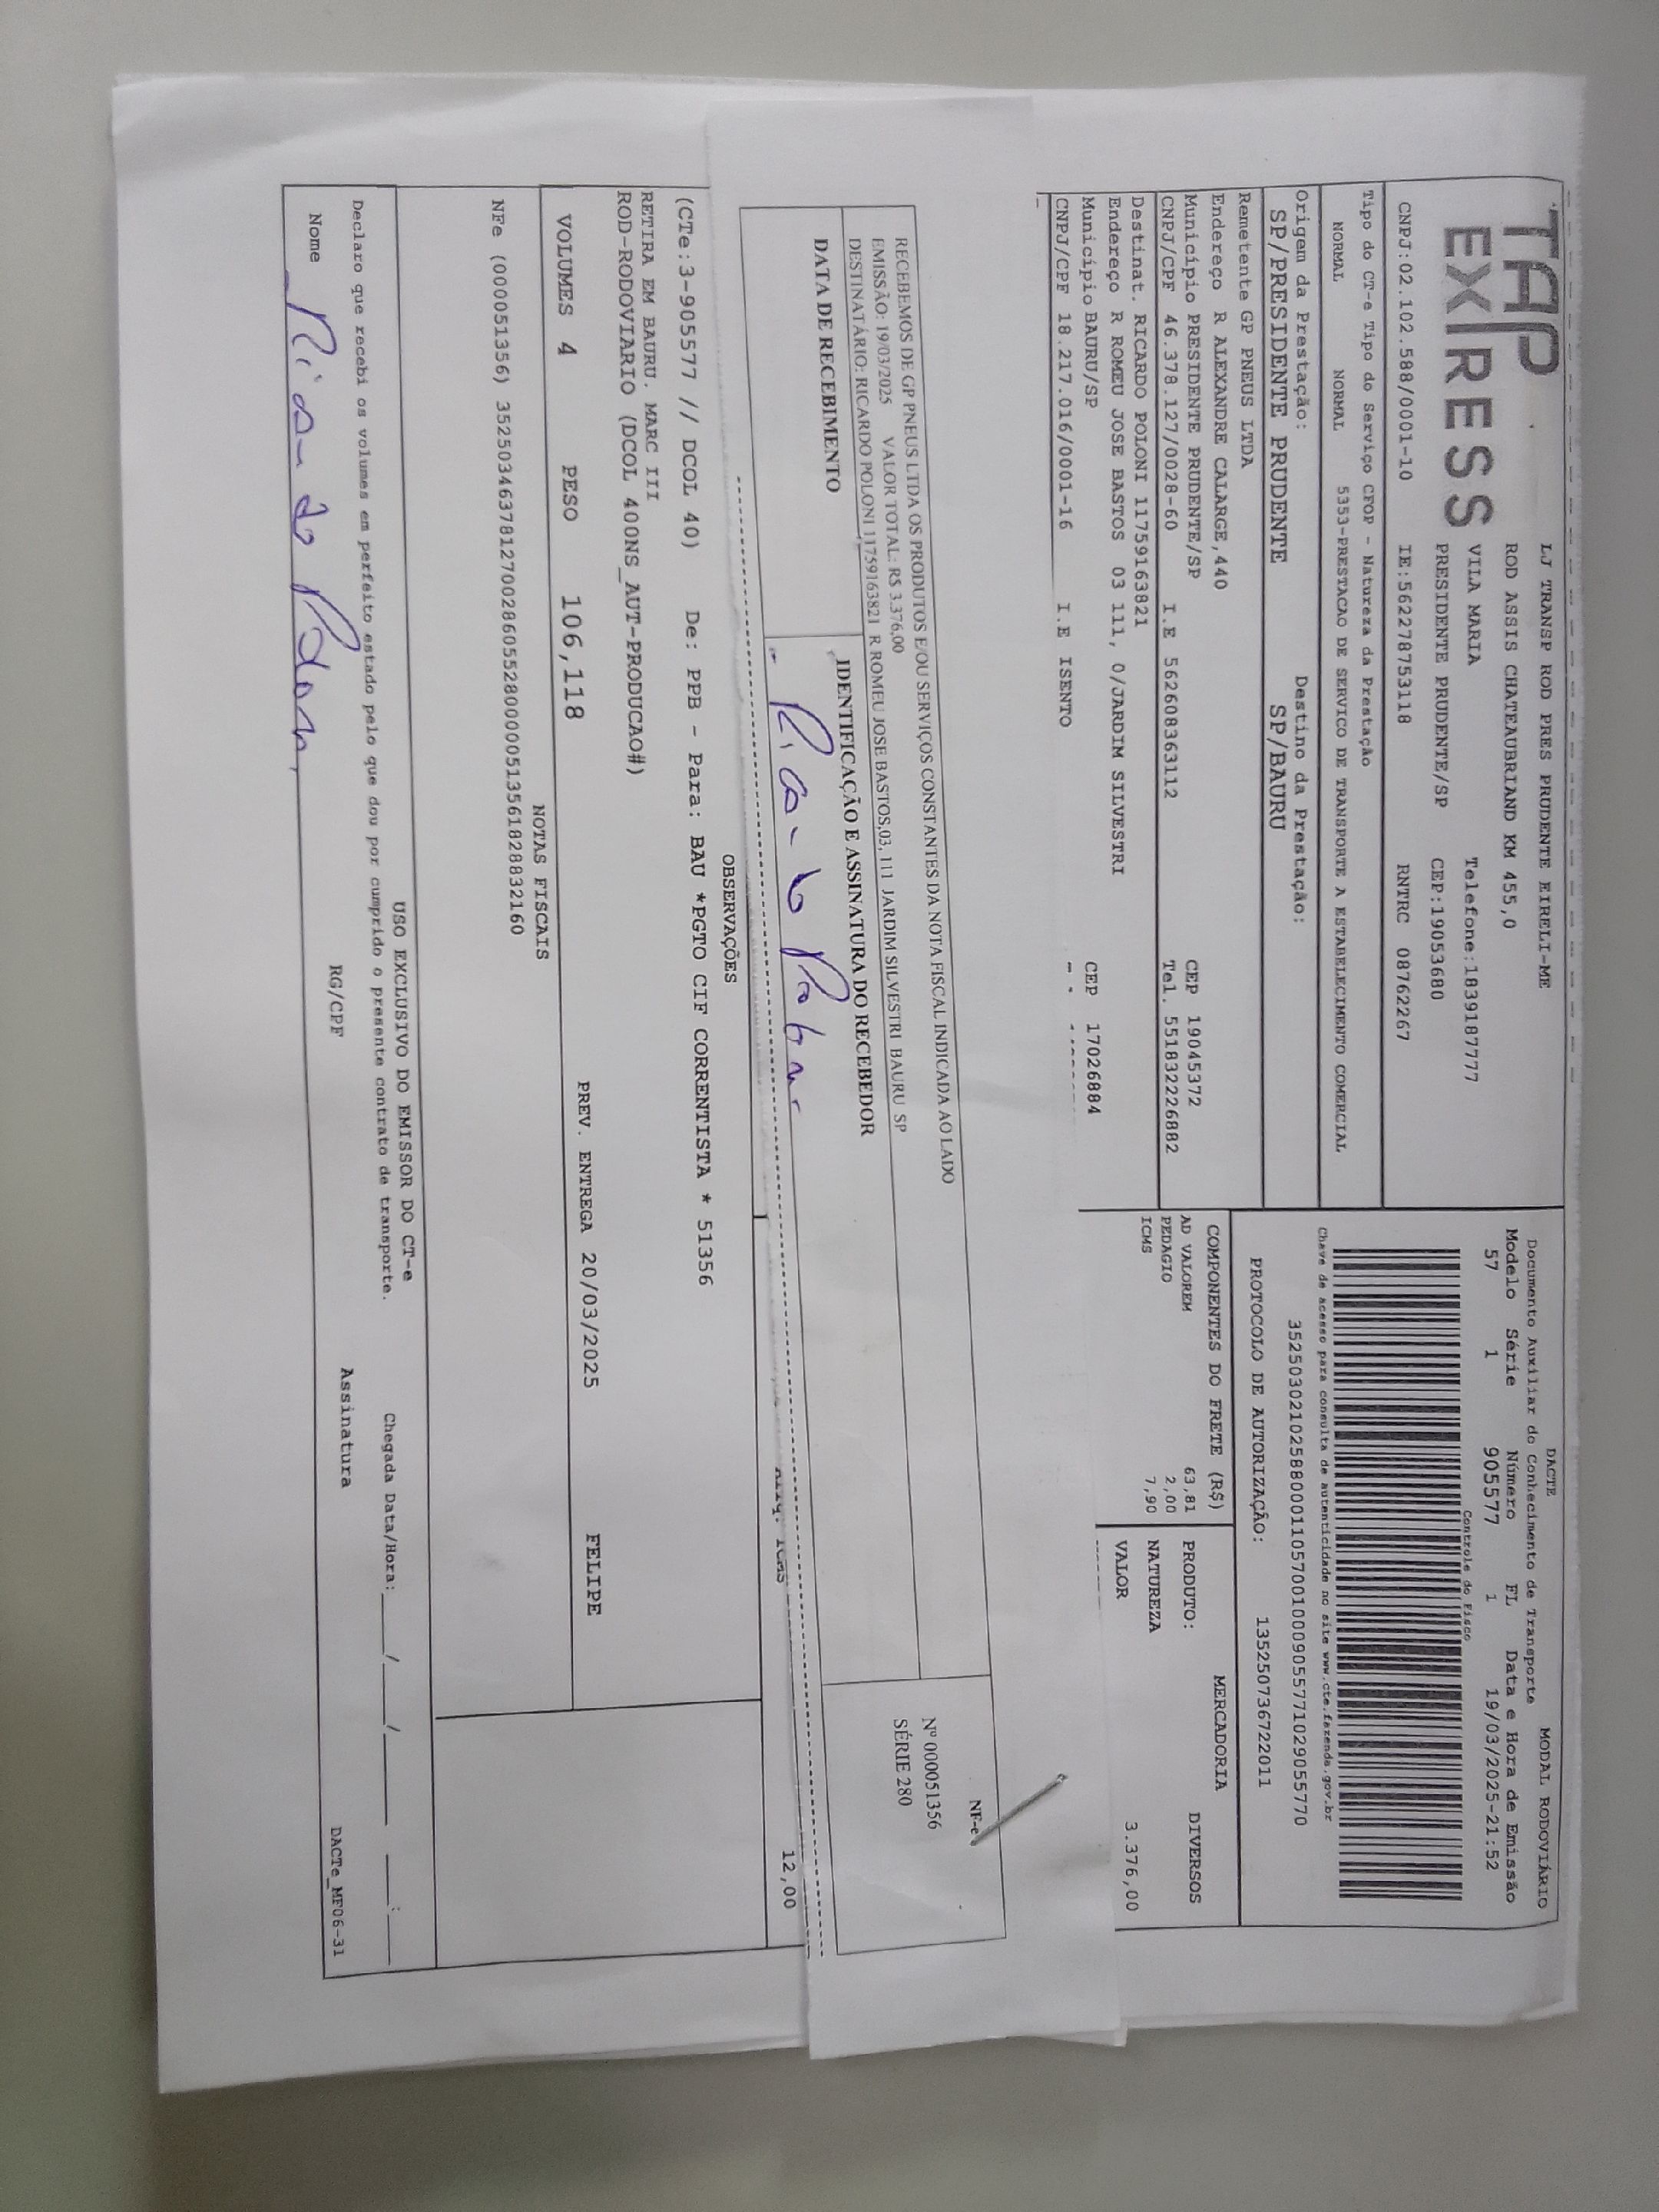 TAP
EXPRESS
LJ TRANSP ROD PRES PRUDENTE EIRELI-ME
ROD ASSIS CHATEAUBRIAND KM 455,0
VILA MARIA Telefone:1839187777
PRESIDENTE PRUDENTE/SP CEP:19053680
CNPJ:02.102.588/0001-10 IE:562278753118 RNTRC 08762267
Tipo do CT-e Tipo do Serviço CFOP - Natureza da Prestação
NORMAL NORMAL 5353-PRESTACAO DE SERVICO DE TRANSPORTE A ESTABELECIMENTO COMERCIAL
Origem da Prestação: Destino da Prestação:
SP/PRESIDENTE PRUDENTE SP/BAURU
Remetente GP PNEUS LTDA
Endereço R ALEXANDRE CALARGE,440
Município PRESIDENTE PRUDENTE/SP CEP 19045372
CNPJ/CPF 46.378.127/0028-60 I.E 562608363112 Tel. 551832226882
Destinat. RICARDO POLONI 11759163821
Endereço R ROMEU JOSE BASTOS 03 111, 0/JARDIM SILVESTRI
Município BAURU/SP CEP 17026884
CNPJ/CPF 18.217.016/0001-16 I.E ISENTO
DACTE MODAL RODOVIÁRIO
Documento Auxiliar do Conhecimento de Transporte
Modelo Série Número FL Data e Hora de Emissão
57 1 905577 1 19/03/2025-21:52
Controle do Fisco
Chave de acesso para consulta de autenticidade no site www.cte.fazenda.gov.br
35250302102588000110570010009055771029055770
PROTOCOLO DE AUTORIZAÇÃO: 135250736722011
COMPONENTES DO FRETE (R$)
AD VALOREM 63,81
PEDAGIO 2,00
ICMS 7,90
MERCADORIA
PRODUTO: DIVERSOS
NATUREZA
VALOR 3.376,00
RECEBEMOS DE GP PNEUS LTDA OS PRODUTOS E/OU SERVIÇOS CONSTANTES DA NOTA FISCAL INDICADA AO LADO
EMISSÃO: 19/03/2025 VALOR TOTAL: R$ 3.376,00
DESTINATÁRIO: RICARDO POLONI 11759163821 R ROMEU JOSE BASTOS,03, 111 JARDIM SILVESTRI BAURU SP
DATA DE RECEBIMENTO
IDENTIFICAÇÃO E ASSINATURA DO RECEBEDOR
NF-e
Nº 000051356
SÉRIE 280
12,00
OBSERVAÇÕES
(CTe:3-905577 // DCOL 40) De: PPB - Para: BAU *PGTO CIF CORRENTISTA * 51356
RETIRA EM BAURU. MARC III
ROD-RODOVIARIO (DCOL 400NS_AUT-PRODUCAO#)
VOLUMES 4 PESO 106,118 PREV. ENTREGA 20/03/2025 FELIPE
NOTAS FISCAIS
NFe (000051356) 35250346378127002860552800000513561828832160
USO EXCLUSIVO DO EMISSOR DO CT-e
Declaro que recebi os volumes em perfeito estado pelo que dou por cumprido o presente contrato de transporte.
Chegada Data/Hora:____/____/____ ___:___
Nome RG/CPF Assinatura
DACTe_MF06-31